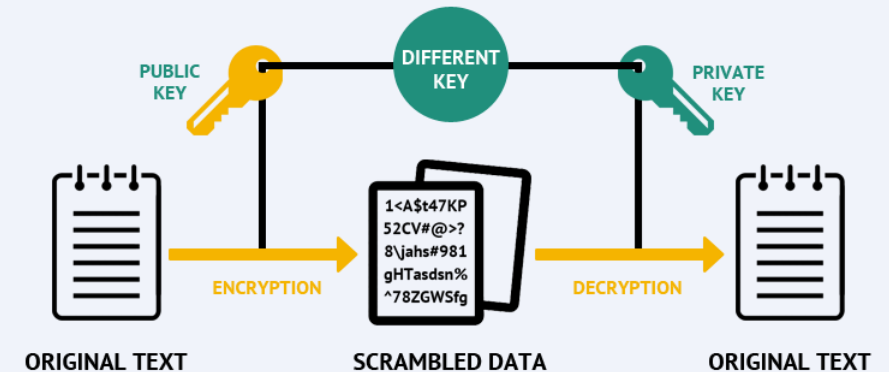 DIFFERENT
KEY
PUBLIC
KEY
PRIVATE
KEY
1<A$t47KP
52CV#@>?
8\jahs#981
gHTasdsn%
^78ZGWSfg
ENCRYPTION
DECRYPTION
ORIGINAL TEXT
SCRAMBLED DATA
ORIGINAL TEXT